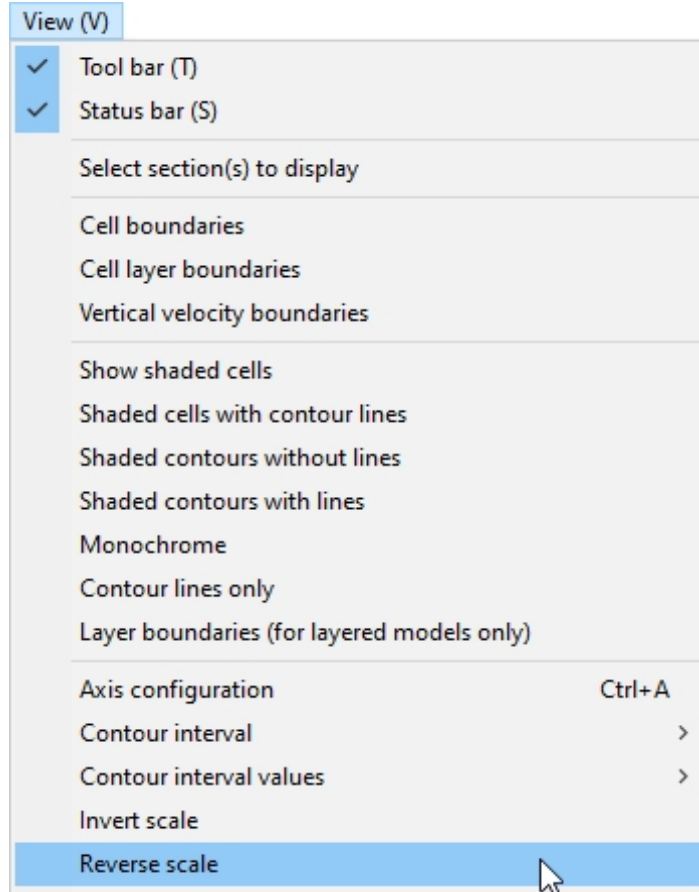 View (V)
Tool bar (T)
Status bar (S)
Select section(s) to display
Cell boundaries
Cell layer boundaries
Vertical velocity boundaries
Show shaded cells
Shaded cells with contour lines
Shaded contours without lines
Shaded contours with lines
Monochrome
Contour lines only
Layer boundaries (for layered models only)
Axis configuration Ctrl+A
Contour interval
Contour interval values
Invert scale
Reverse scale